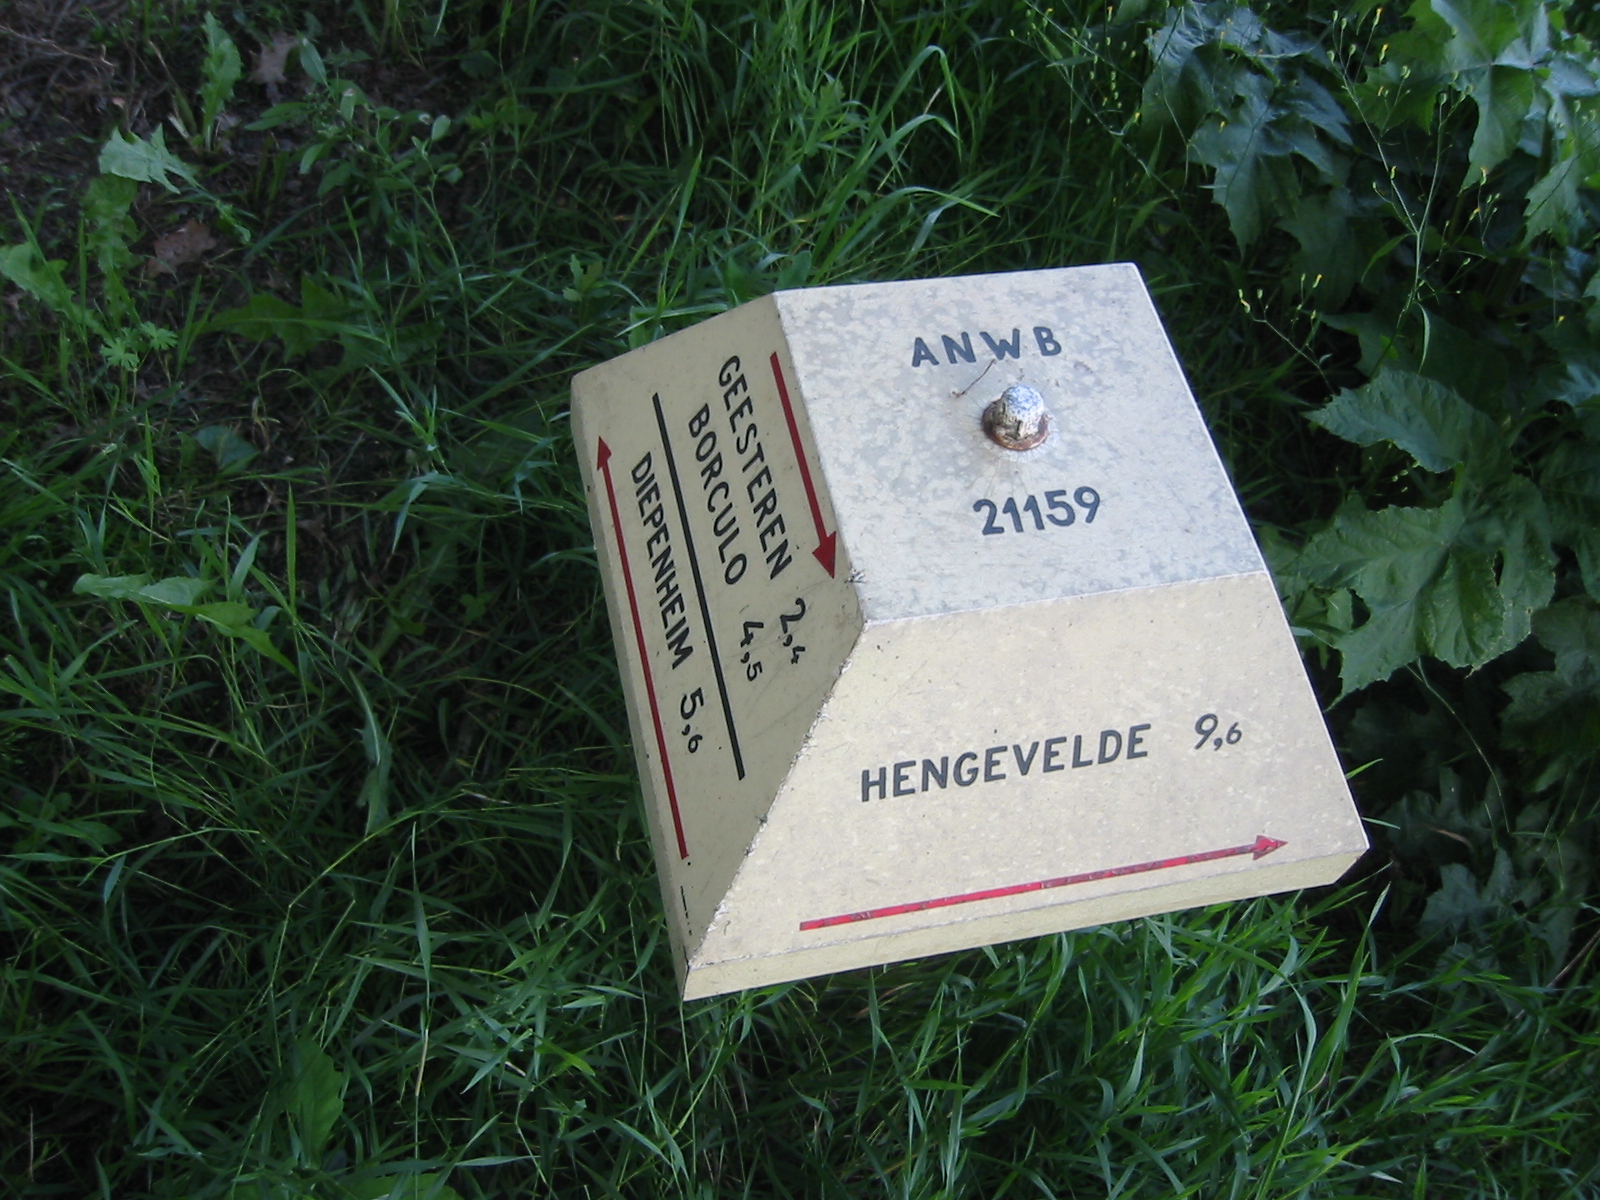 ANWB
21159
HENGEVELDE 9,6
GEESTEREN 2,4
BORCULO 4,5
DIEPENHEIM 5,6